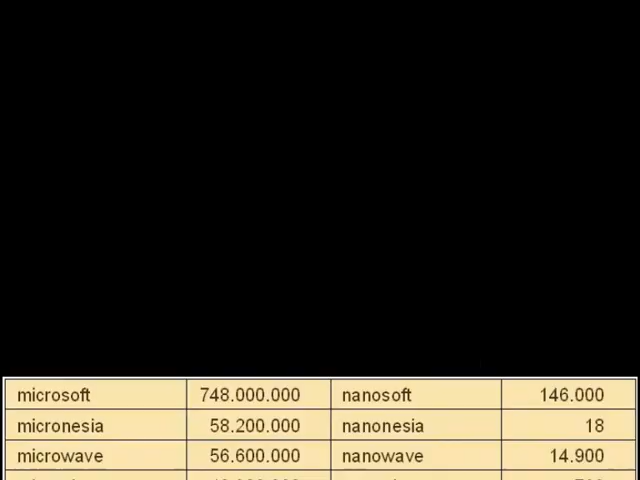 microsoft 748.000.000 nanosoft 146.000
micronesia 58.200.000 nanonesia 18
microwave 56.600.000 nanowave 14.900